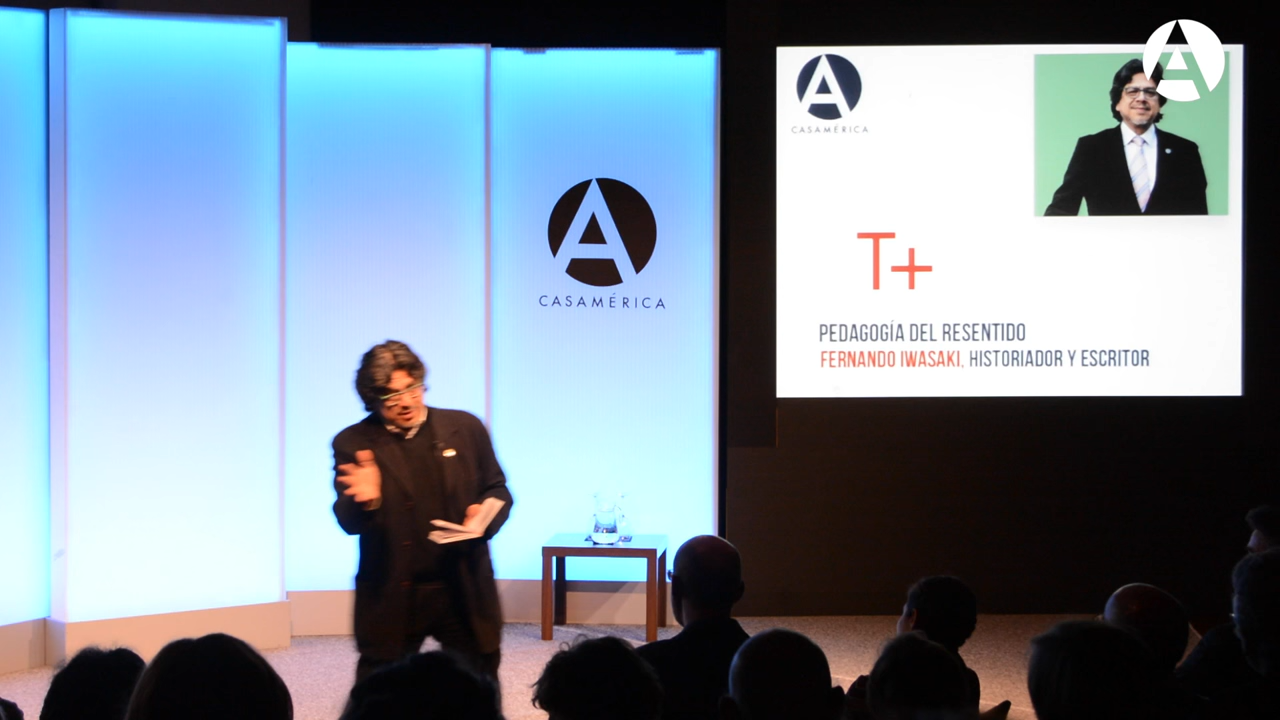 CASAMÉRICA
CASAMÉRICA
T+
PEDAGOGÍA DEL RESENTIDO
FERNANDO IWASAKI, HISTORIADOR Y ESCRITOR